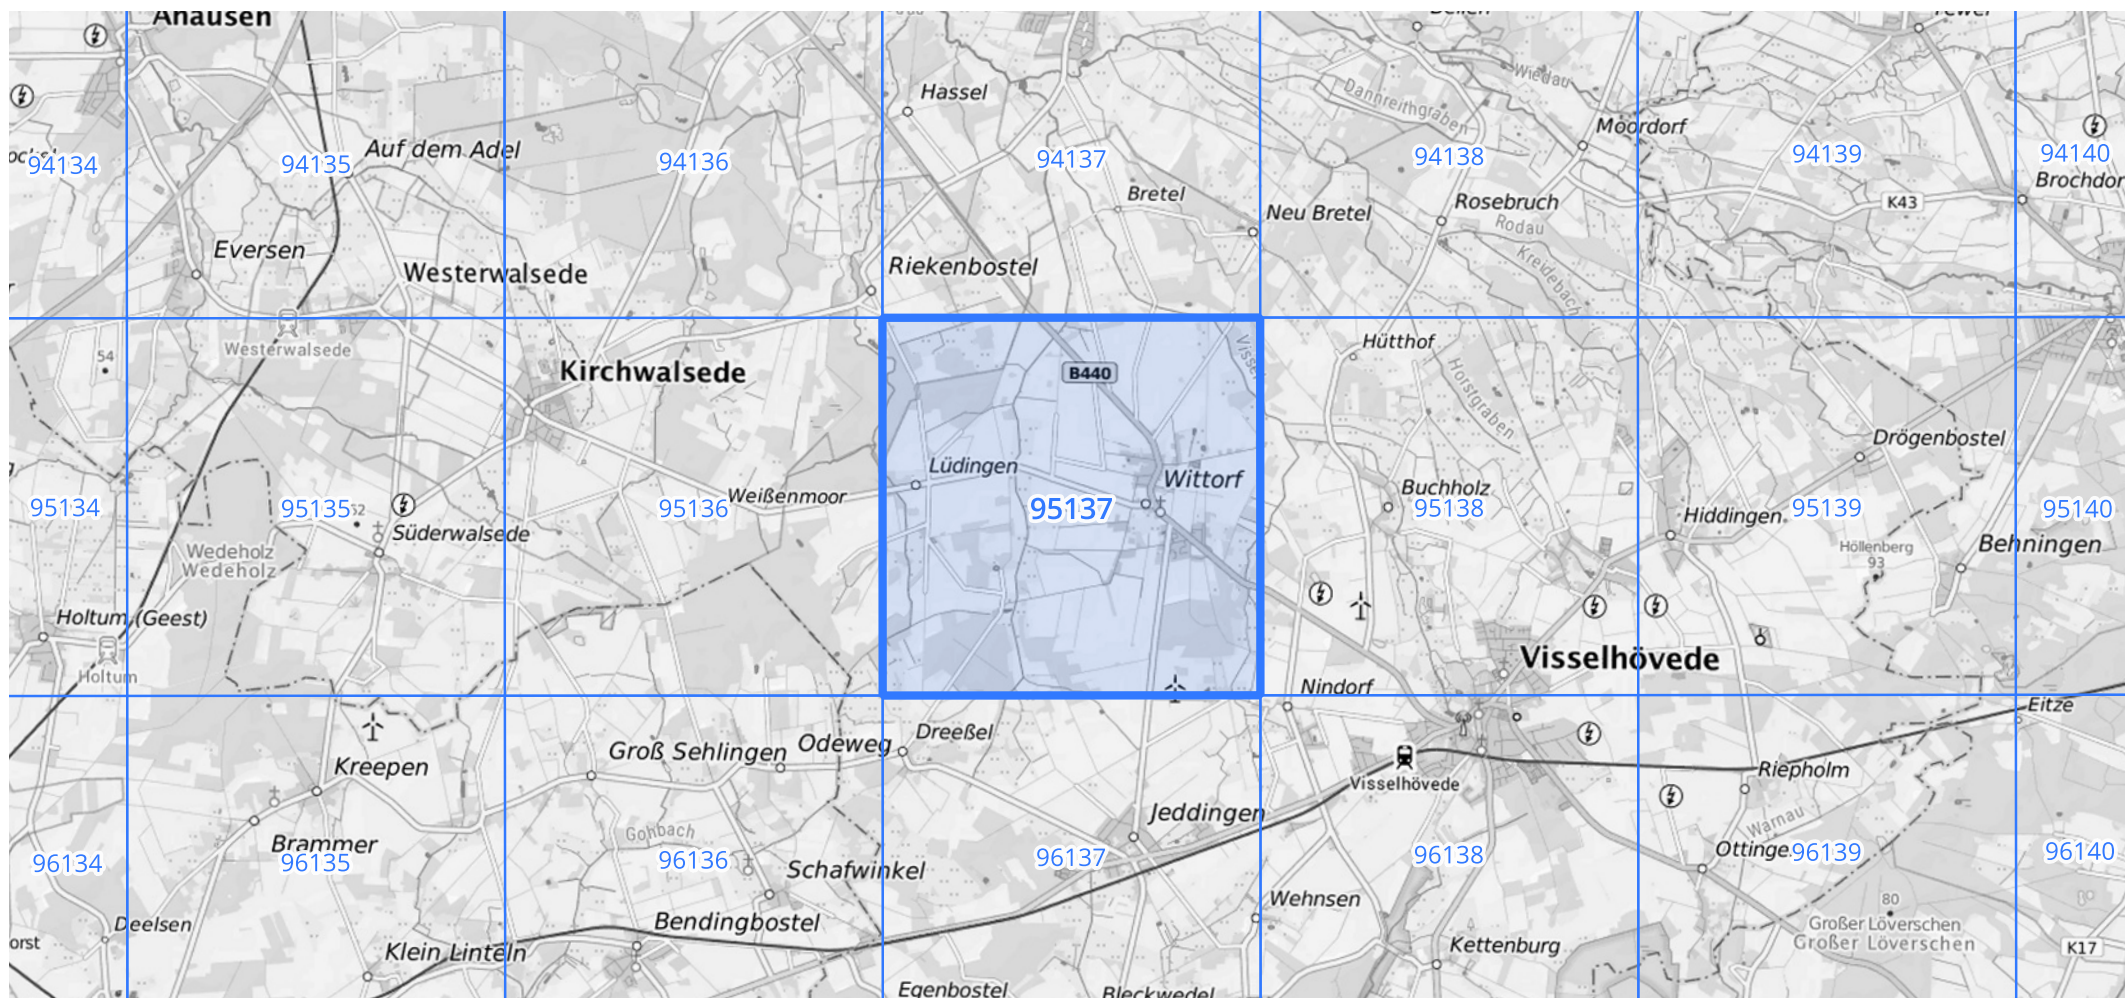 Ahausen
Hassel
Wiedau
Dannreithgraben
Moordorf
94134
94135
Auf dem Adel
94136
94137
94138
94139
94140
Bretel
Brochdor
Neu Bretel
Rosebruch
K43
Rodau
Eversen
Westerwalsede
Riekenbostel
Kreidebach
Westerwalsede
54
Kirchwalsede
B440
Hütthof
Horstgraben
Drögenbostel
Lüdingen
Wittorf
Weißenmoor
Buchholz
95134
95135
95136
95137
95138
Hiddingen
95139
95140
Süderwalsede
Wedeholz
Wedeholz
Höllenberg
93
Behningen
Holtum (Geest)
Holtum
Visselhövede
Nindorf
Eitze
Dreeßel
Groß Sehlingen
Odeweg
Kreepen
Visselhövede
Riepholm
Jeddingen
Gohbach
Warnau
Brammer
96134
96135
96136
96137
96138
Ottinge
96139
96140
Schafwinkel
Wehnsen
80
Deelsen
Bendingbostel
Großer Löverschen
Großer Löverschen
orst
Klein Linteln
Kettenburg
K17
Egenbostel
Bleckwedel